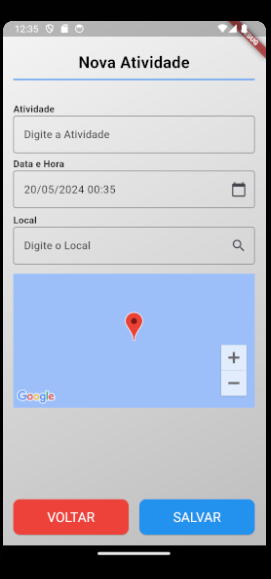 12:35
Nova Atividade
Atividade
Digite a Atividade
Data e Hora
20/05/2024 00:35
Local
Digite o Local
+
Google
−
VOLTAR SALVAR